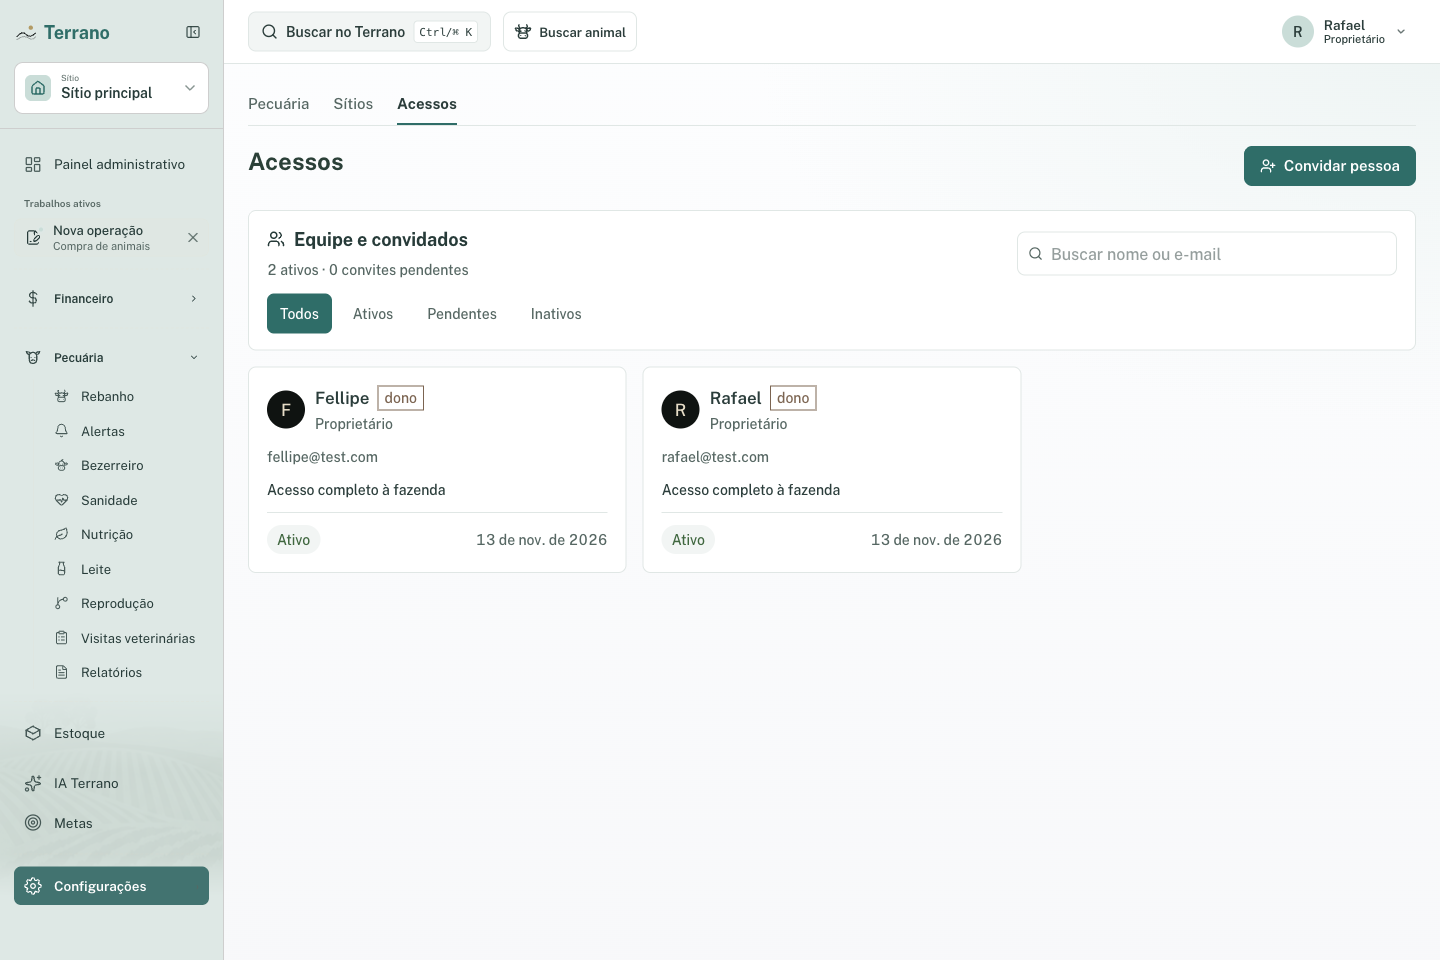 Terrano
Sítio
Sítio principal
Painel administrativo
Trabalhos ativos
Nova operação
Compra de animais
Financeiro
Pecuária
Rebanho
Alertas
Bezerreiro
Sanidade
Nutrição
Leite
Reprodução
Visitas veterinárias
Relatórios
Estoque
IA Terrano
Metas
Configurações
Buscar no Terrano Ctrl/⌘ K
Buscar animal
R
Rafael
Proprietário
Pecuária Sítios Acessos
Acessos
Convidar pessoa
Equipe e convidados
2 ativos · 0 convites pendentes
Buscar nome ou e-mail
Todos Ativos Pendentes Inativos
F
Fellipe dono
Proprietário
fellipe@test.com
Acesso completo à fazenda
Ativo 13 de nov. de 2026
R
Rafael dono
Proprietário
rafael@test.com
Acesso completo à fazenda
Ativo 13 de nov. de 2026